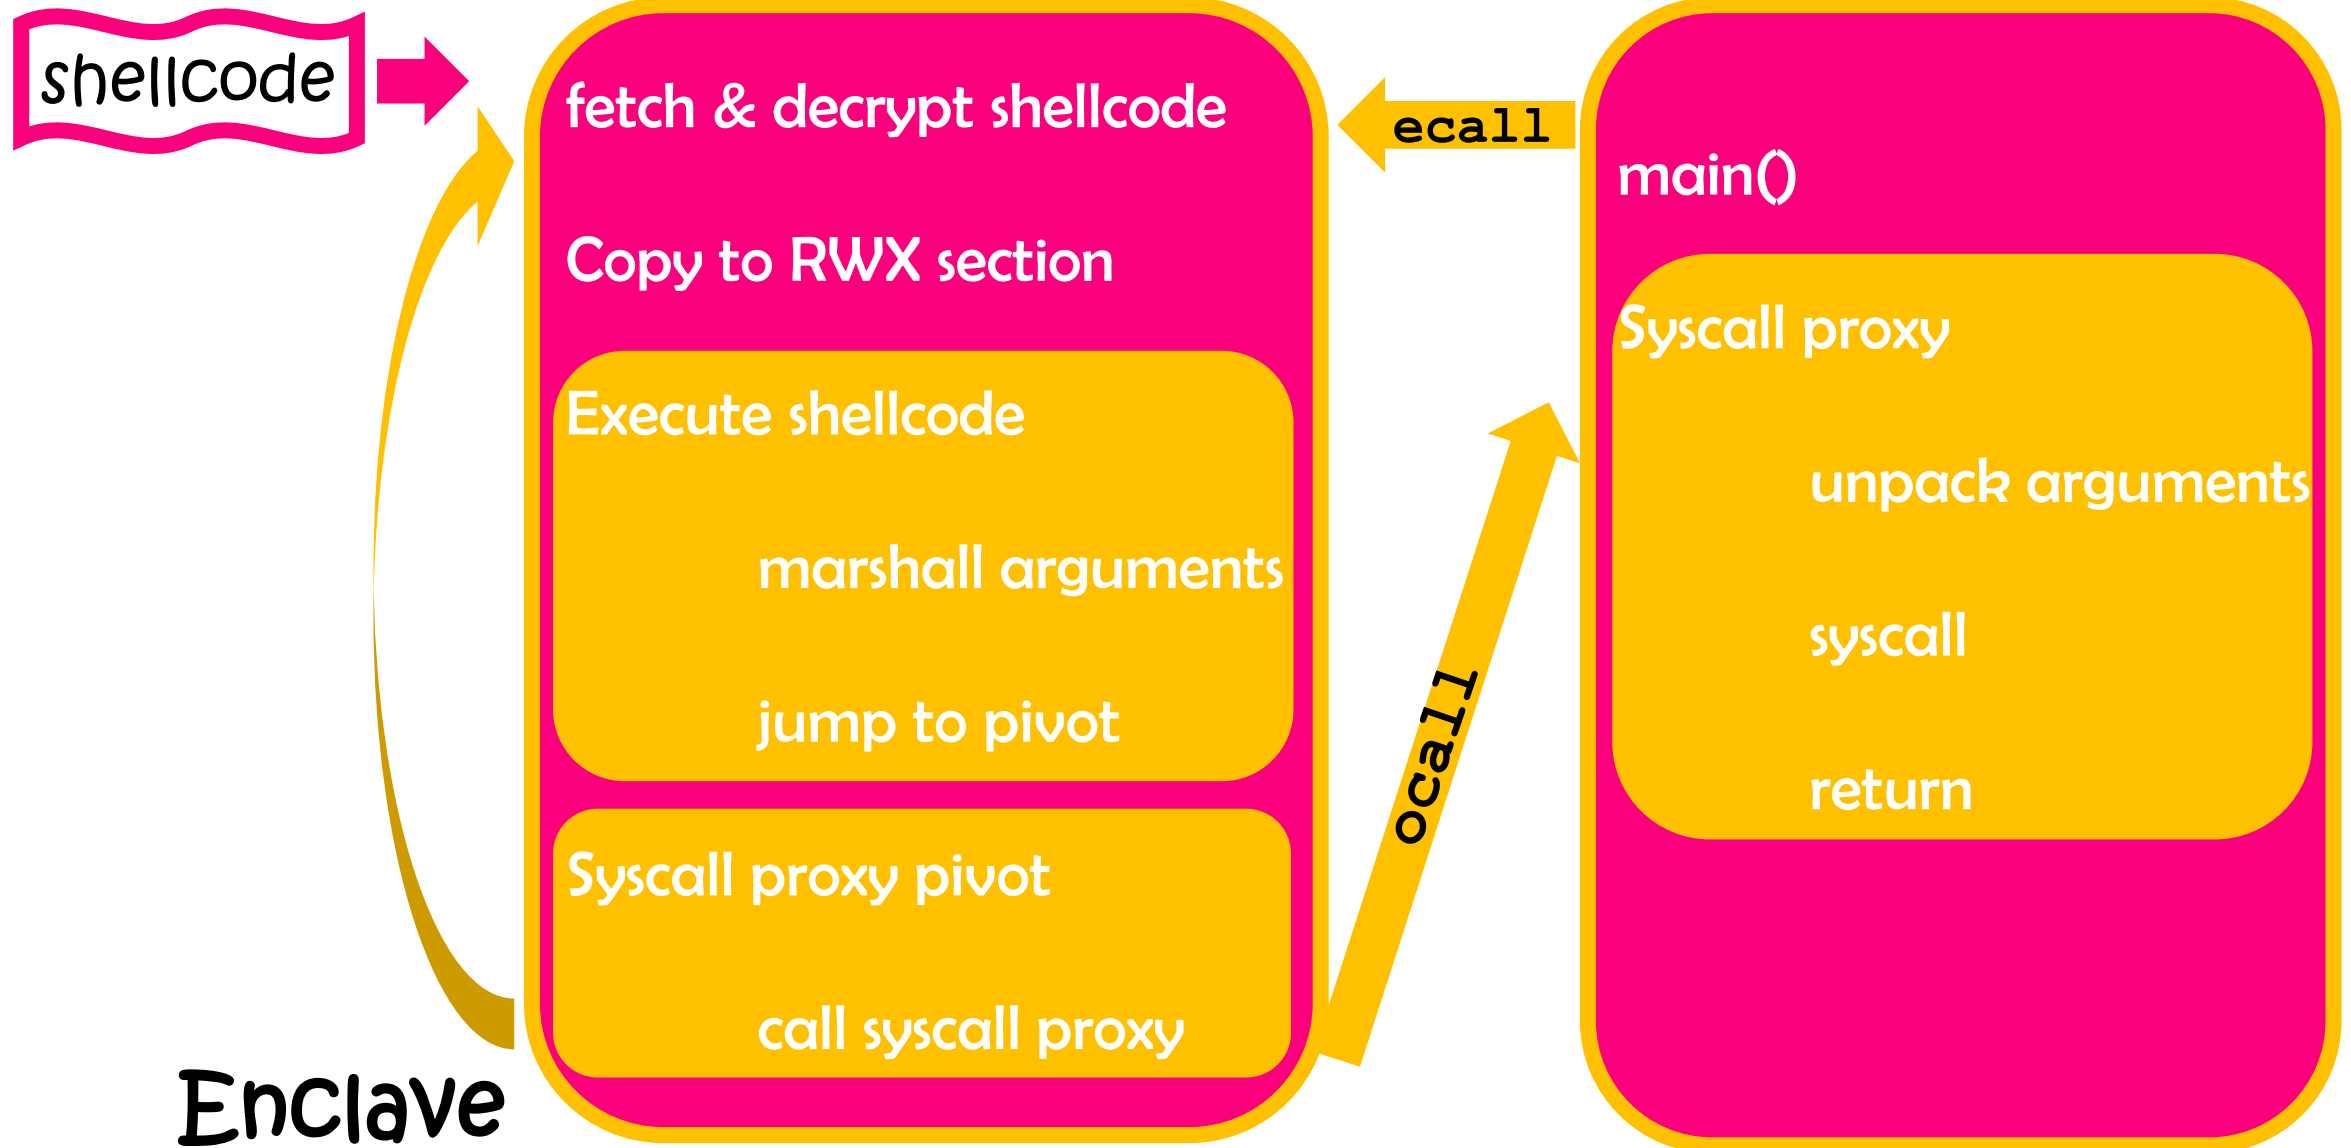 shellcode
fetch & decrypt shellcode
Copy to RWX section
Execute shellcode
marshall arguments
jump to pivot
Syscall proxy pivot
call syscall proxy
Enclave
ecall
ocall
main()
Syscall proxy
unpack arguments
syscall
return